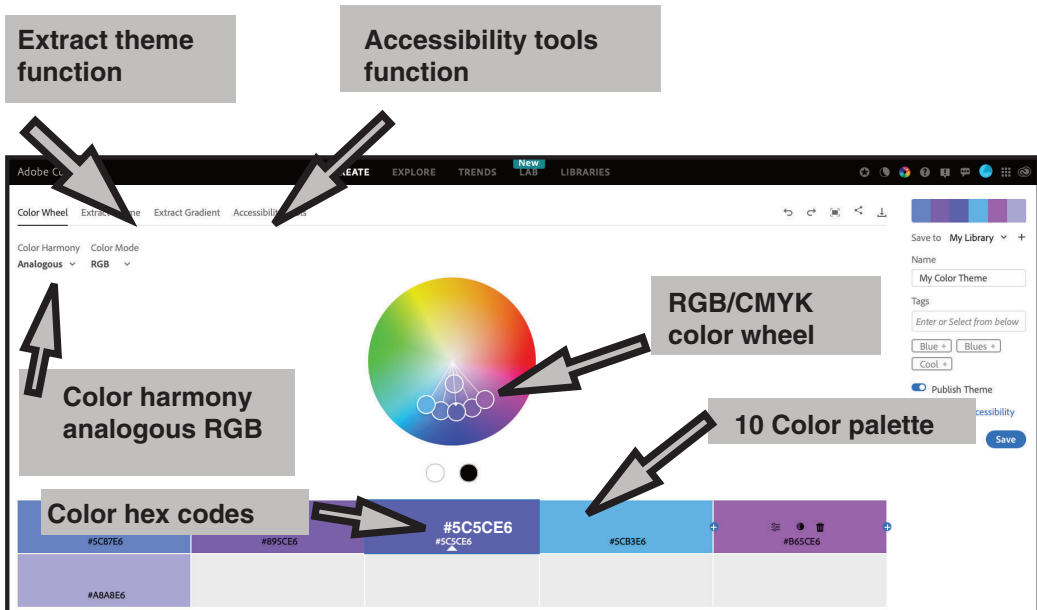 Extract theme
function
Accessibility tools
function
Adobe
EXPLORE
TRENDS
New
LAB
LIBRARIES
Color Wheel
Extract
Extract Gradient
Accessibility
Save to My Library +
Color Harmony
Color Mode
Analogous
RGB
Name
My Color Theme
Tags
Enter or Select from below
Blue +
Blues +
Cool +
Publish Theme
Save
RGB/CMYK
color wheel
Color harmony
analogous RGB
10 Color palette
Color hex codes
#5C5CE6
#5C87E6
#895CE6
#5C5CE6
#5CB3E6
#B65CE6
#A8A8E6